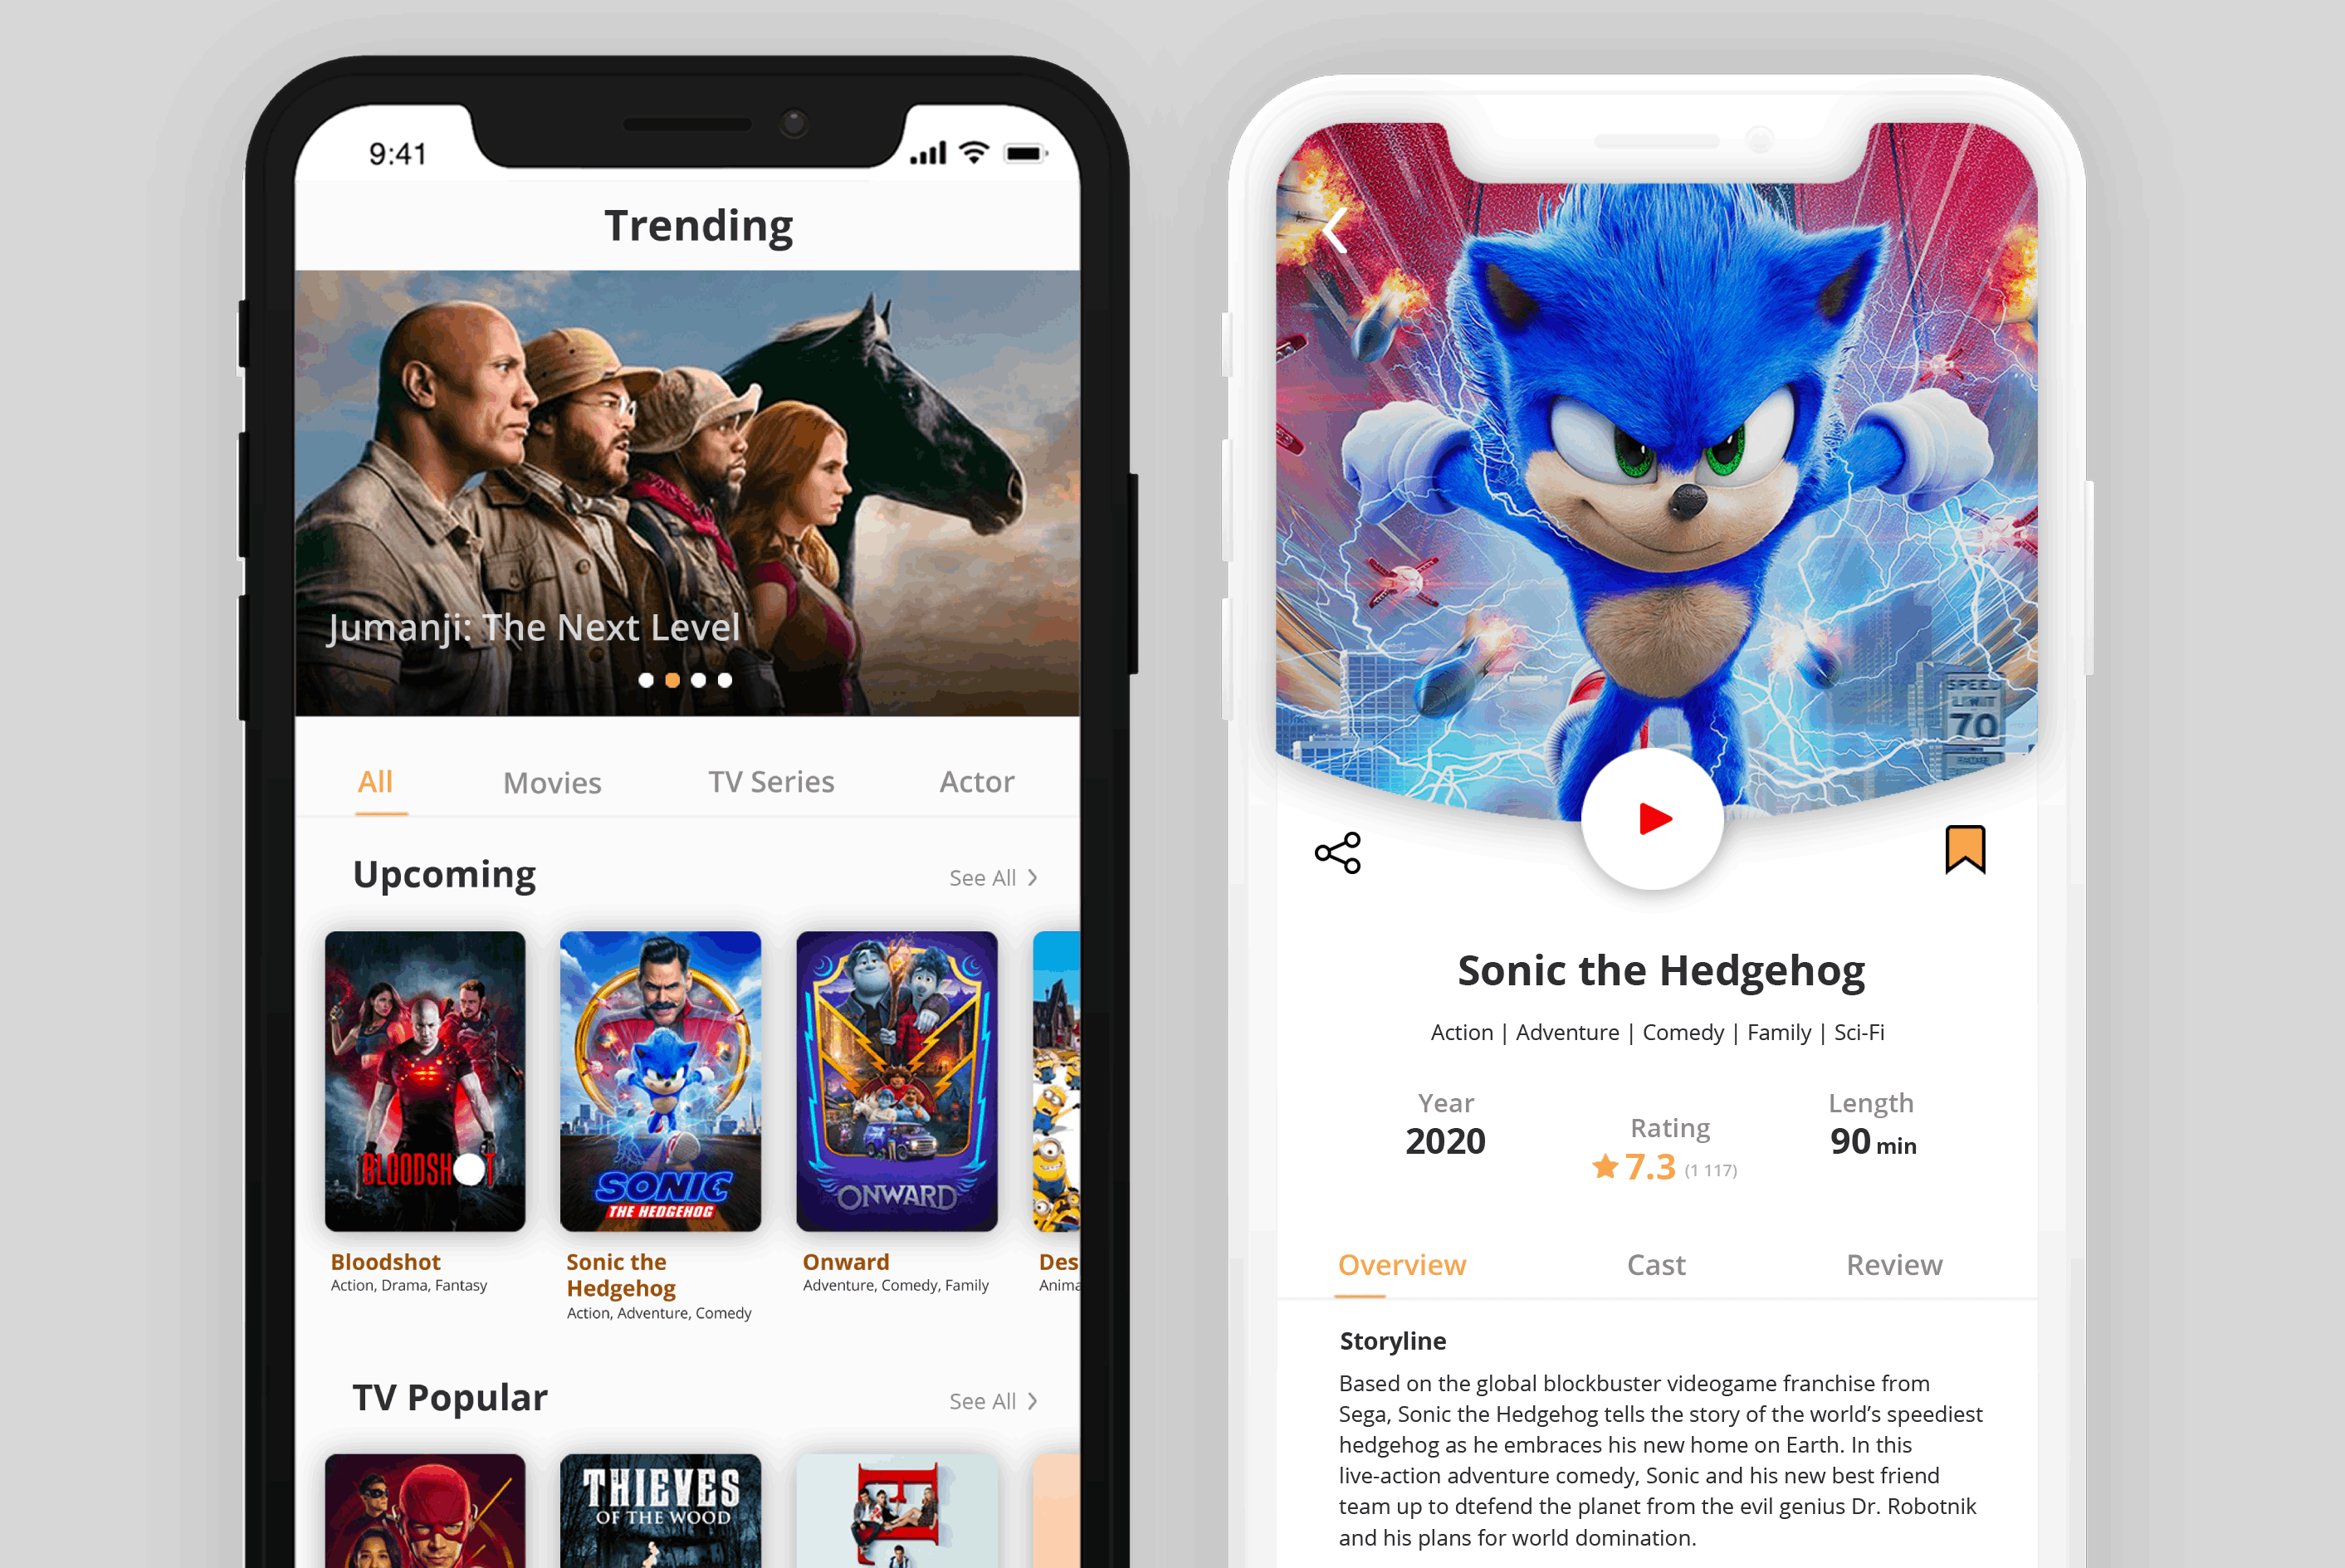 9:41
Trending
Jumanji: The Next Level
All
Movies
TV Series
Actor
Upcoming
See All
BLOODSHOT
SONIC
THE HEDGEHOG
ONWARD
Bloodshot
Action, Drama, Fantasy
Sonic the
Hedgehog
Action, Adventure, Comedy
Onward
Adventure, Comedy, Family
Des
Anima
TV Popular
See All
THIEVES
OF THE WOOD
SPEED
LIMIT
70
Sonic the Hedgehog
Action | Adventure | Comedy | Family | Sci-Fi
Year
2020
Rating
7.3 (1 117)
Length
90 min
Overview
Cast
Review
Storyline
Based on the global blockbuster videogame franchise from
Sega, Sonic the Hedgehog tells the story of the world’s speediest
hedgehog as he embraces his new home on Earth. In this
live-action adventure comedy, Sonic and his new best friend
team up to dtefend the planet from the evil genius Dr. Robotnik
and his plans for world domination.